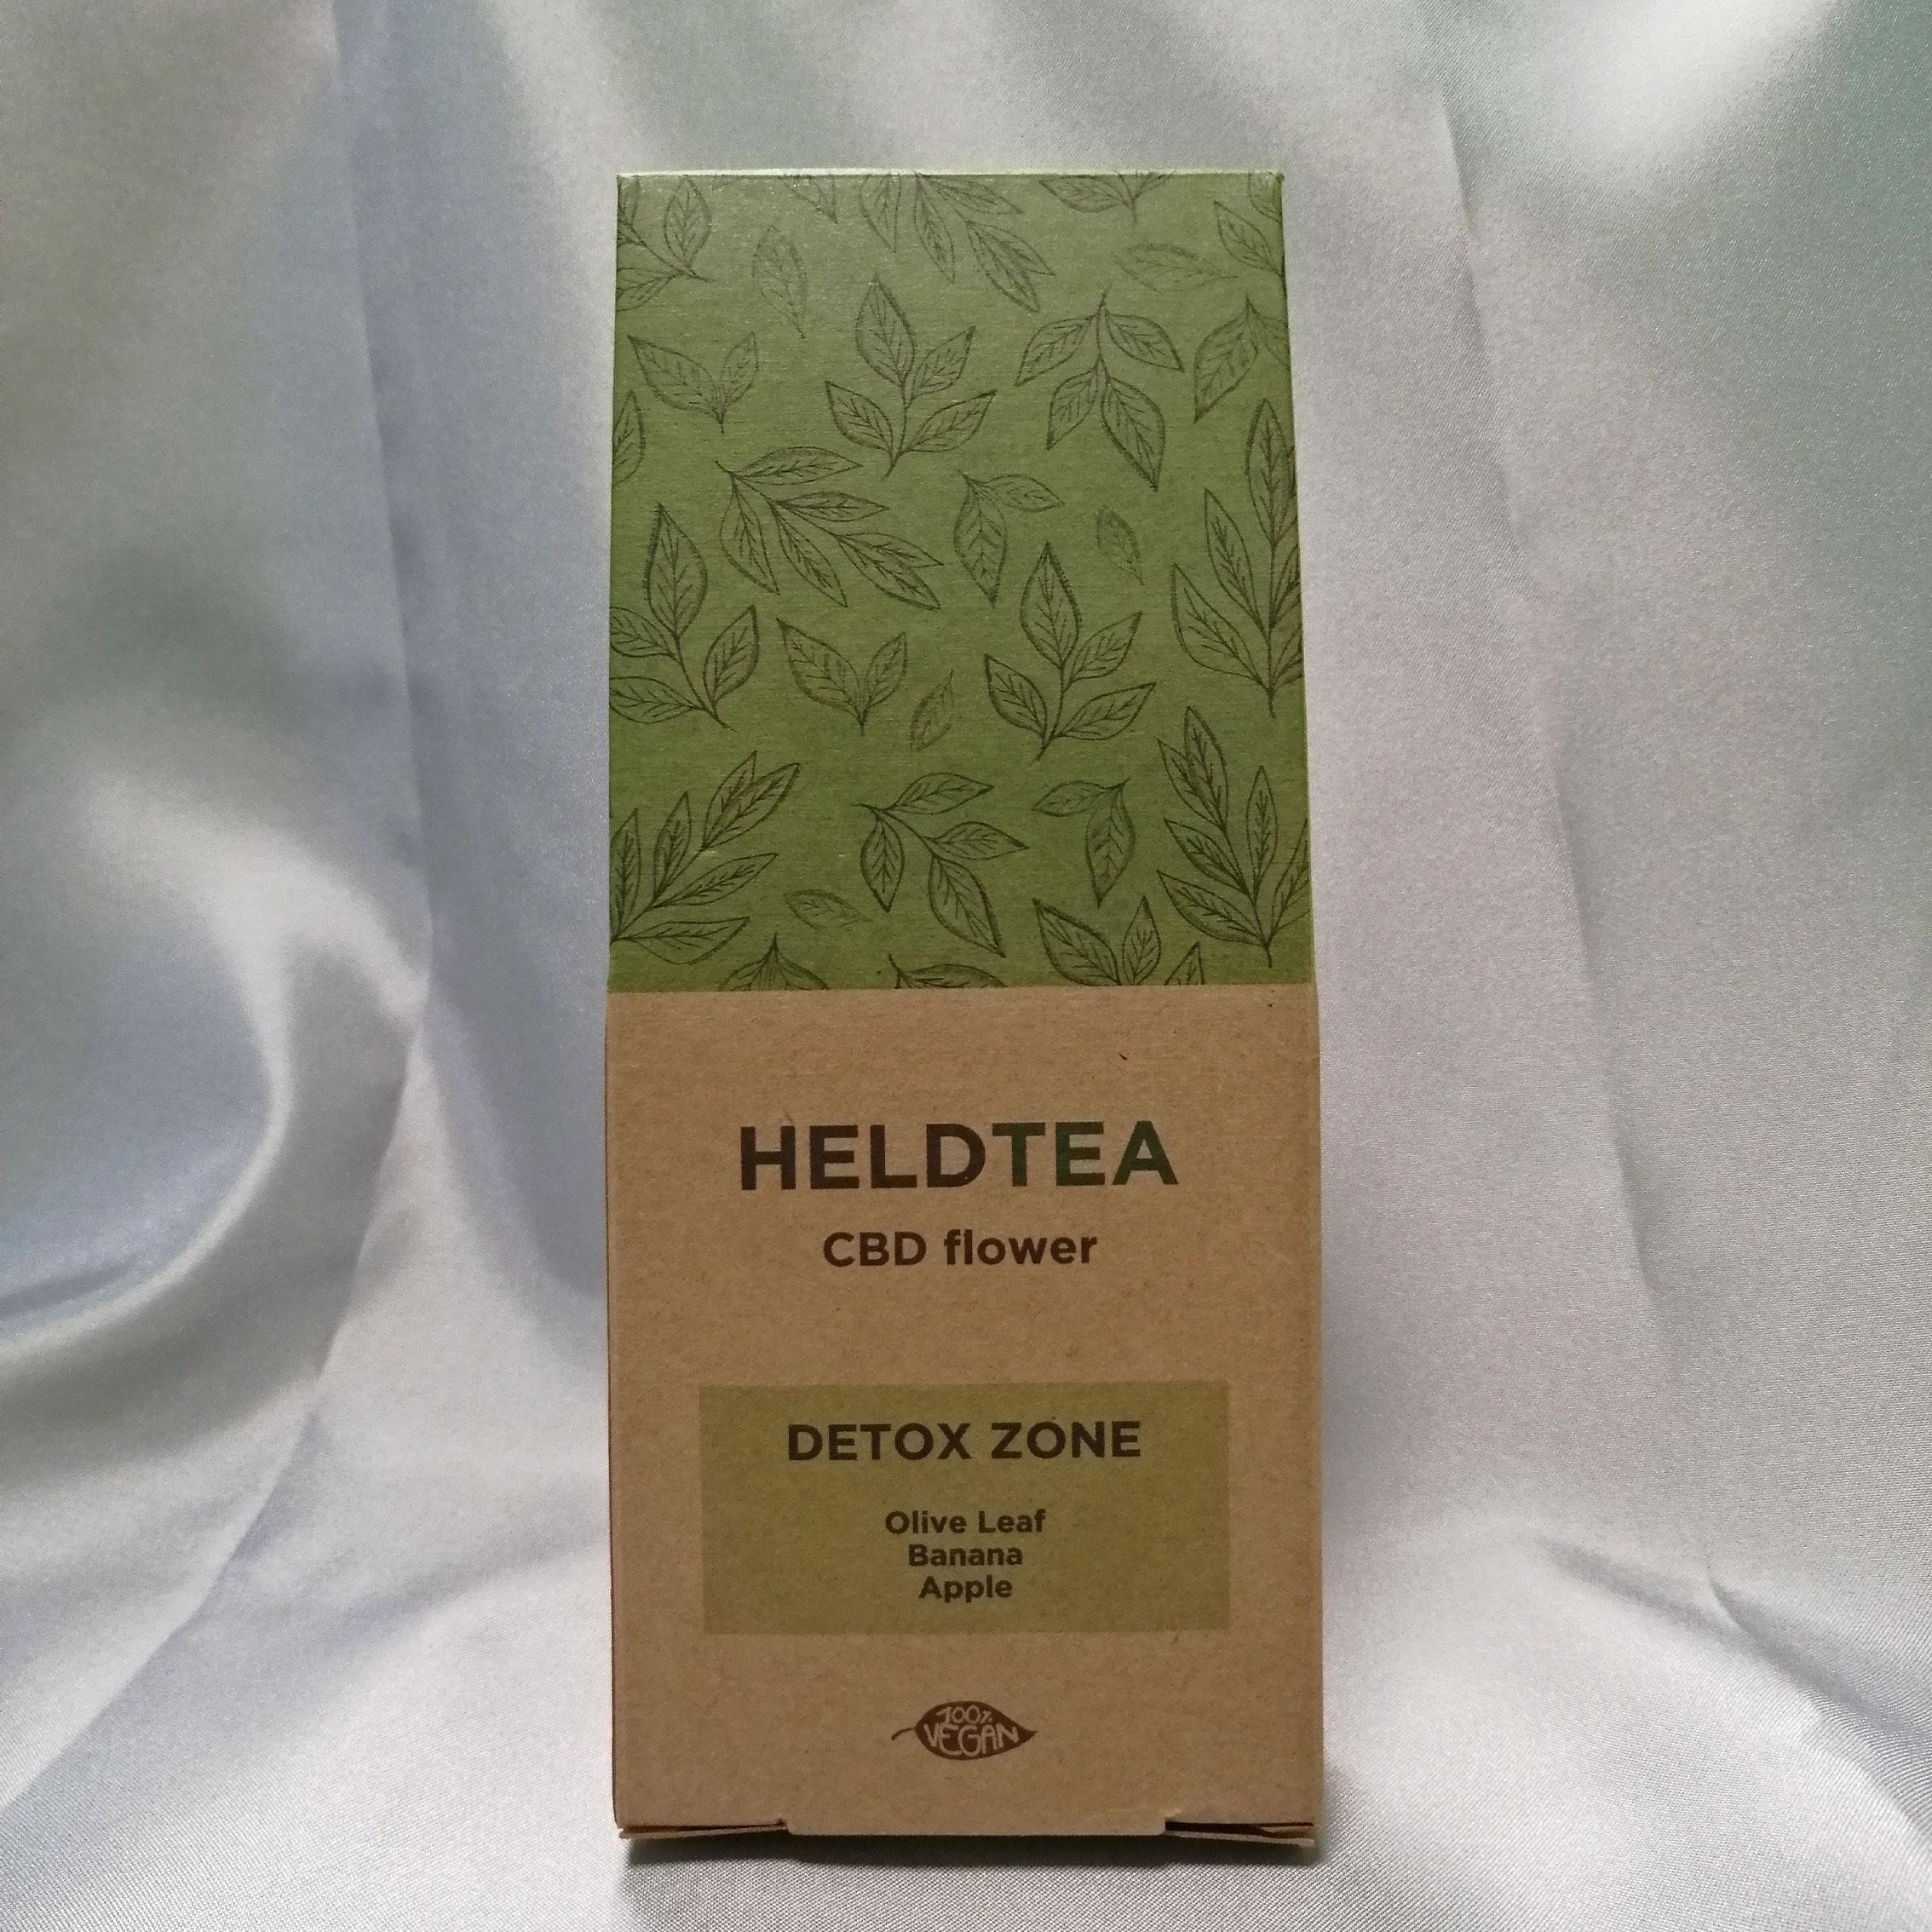 HELDTEA
CBD flower
DETOX ZONE
Olive Leaf
Banana
Apple
100%
VEGAN